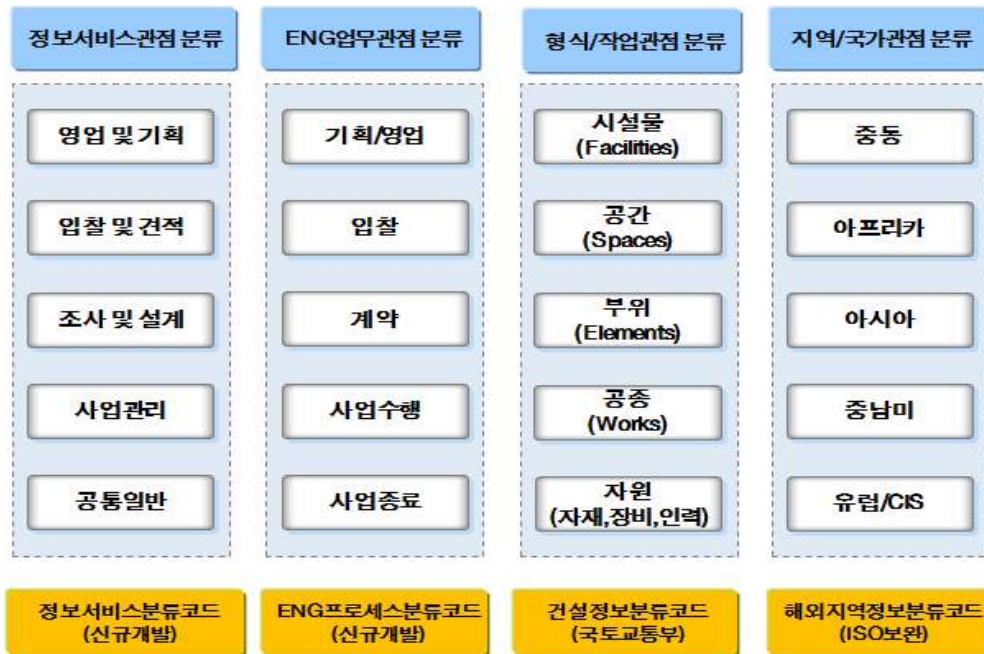 정보서비스관점 분류
영업 및 기획
입찰 및 견적
조사 및 설계
사업관리
공통일반
정보서비스분류코드
(신규개발)
ENG업무관점 분류
기획/영업
입찰
계약
사업수행
사업종료
ENG프로세스분류코드
(신규개발)
형식/작업관점 분류
시설물
(Facilities)
공간
(Spaces)
부위
(Elements)
공종
(Works)
자원
(자재,장비,인력)
건설정보분류코드
(국토교통부)
지역/국가관점 분류
중동
아프리카
아시아
중남미
유럽/CIS
해외지역정보분류코드
(ISO보완)